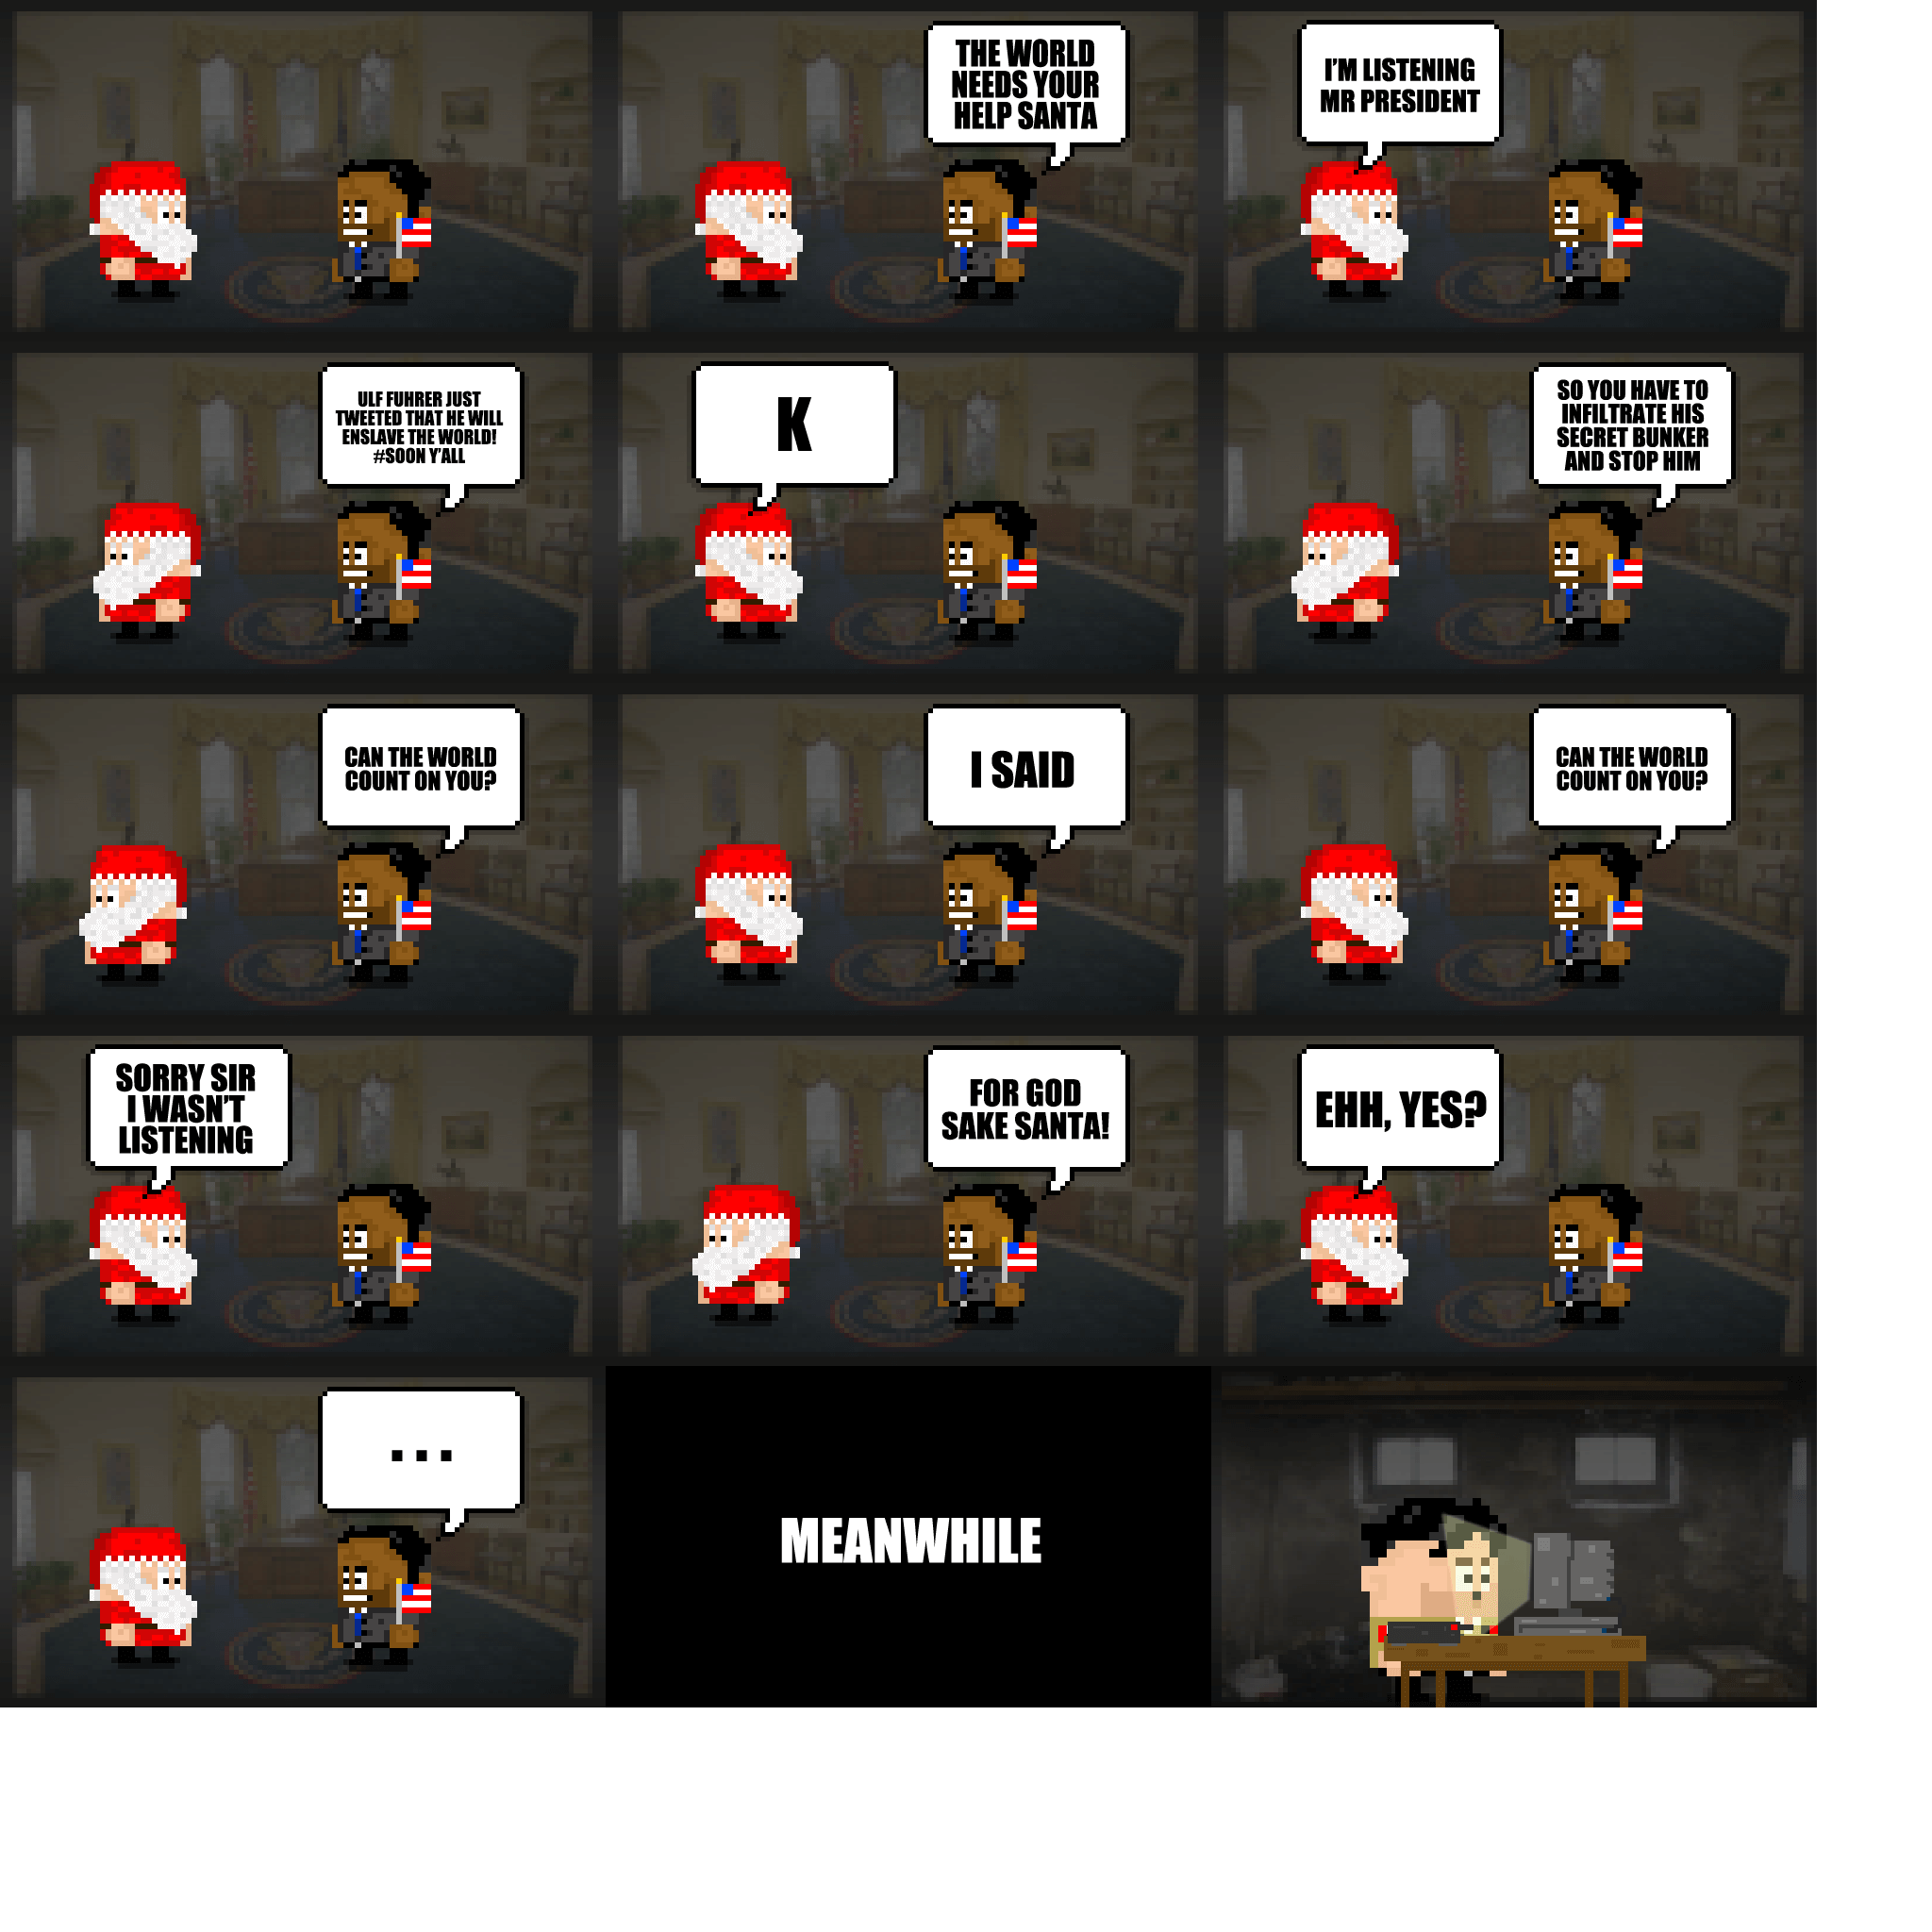 THE WORLD
NEEDS YOUR
HELP SANTA
I'M LISTENING
MR PRESIDENT
ULF FUHRER JUST
TWEETED THAT HE WILL
ENSLAVE THE WORLD!
#SOON Y'ALL
K
SO YOU HAVE TO
INFILTRATE HIS
SECRET BUNKER
AND STOP HIM
CAN THE WORLD
COUNT ON YOU?
I SAID
CAN THE WORLD
COUNT ON YOU?
SORRY SIR
I WASN'T
LISTENING
FOR GOD
SAKE SANTA!
EHH, YES?
...
MEANWHILE